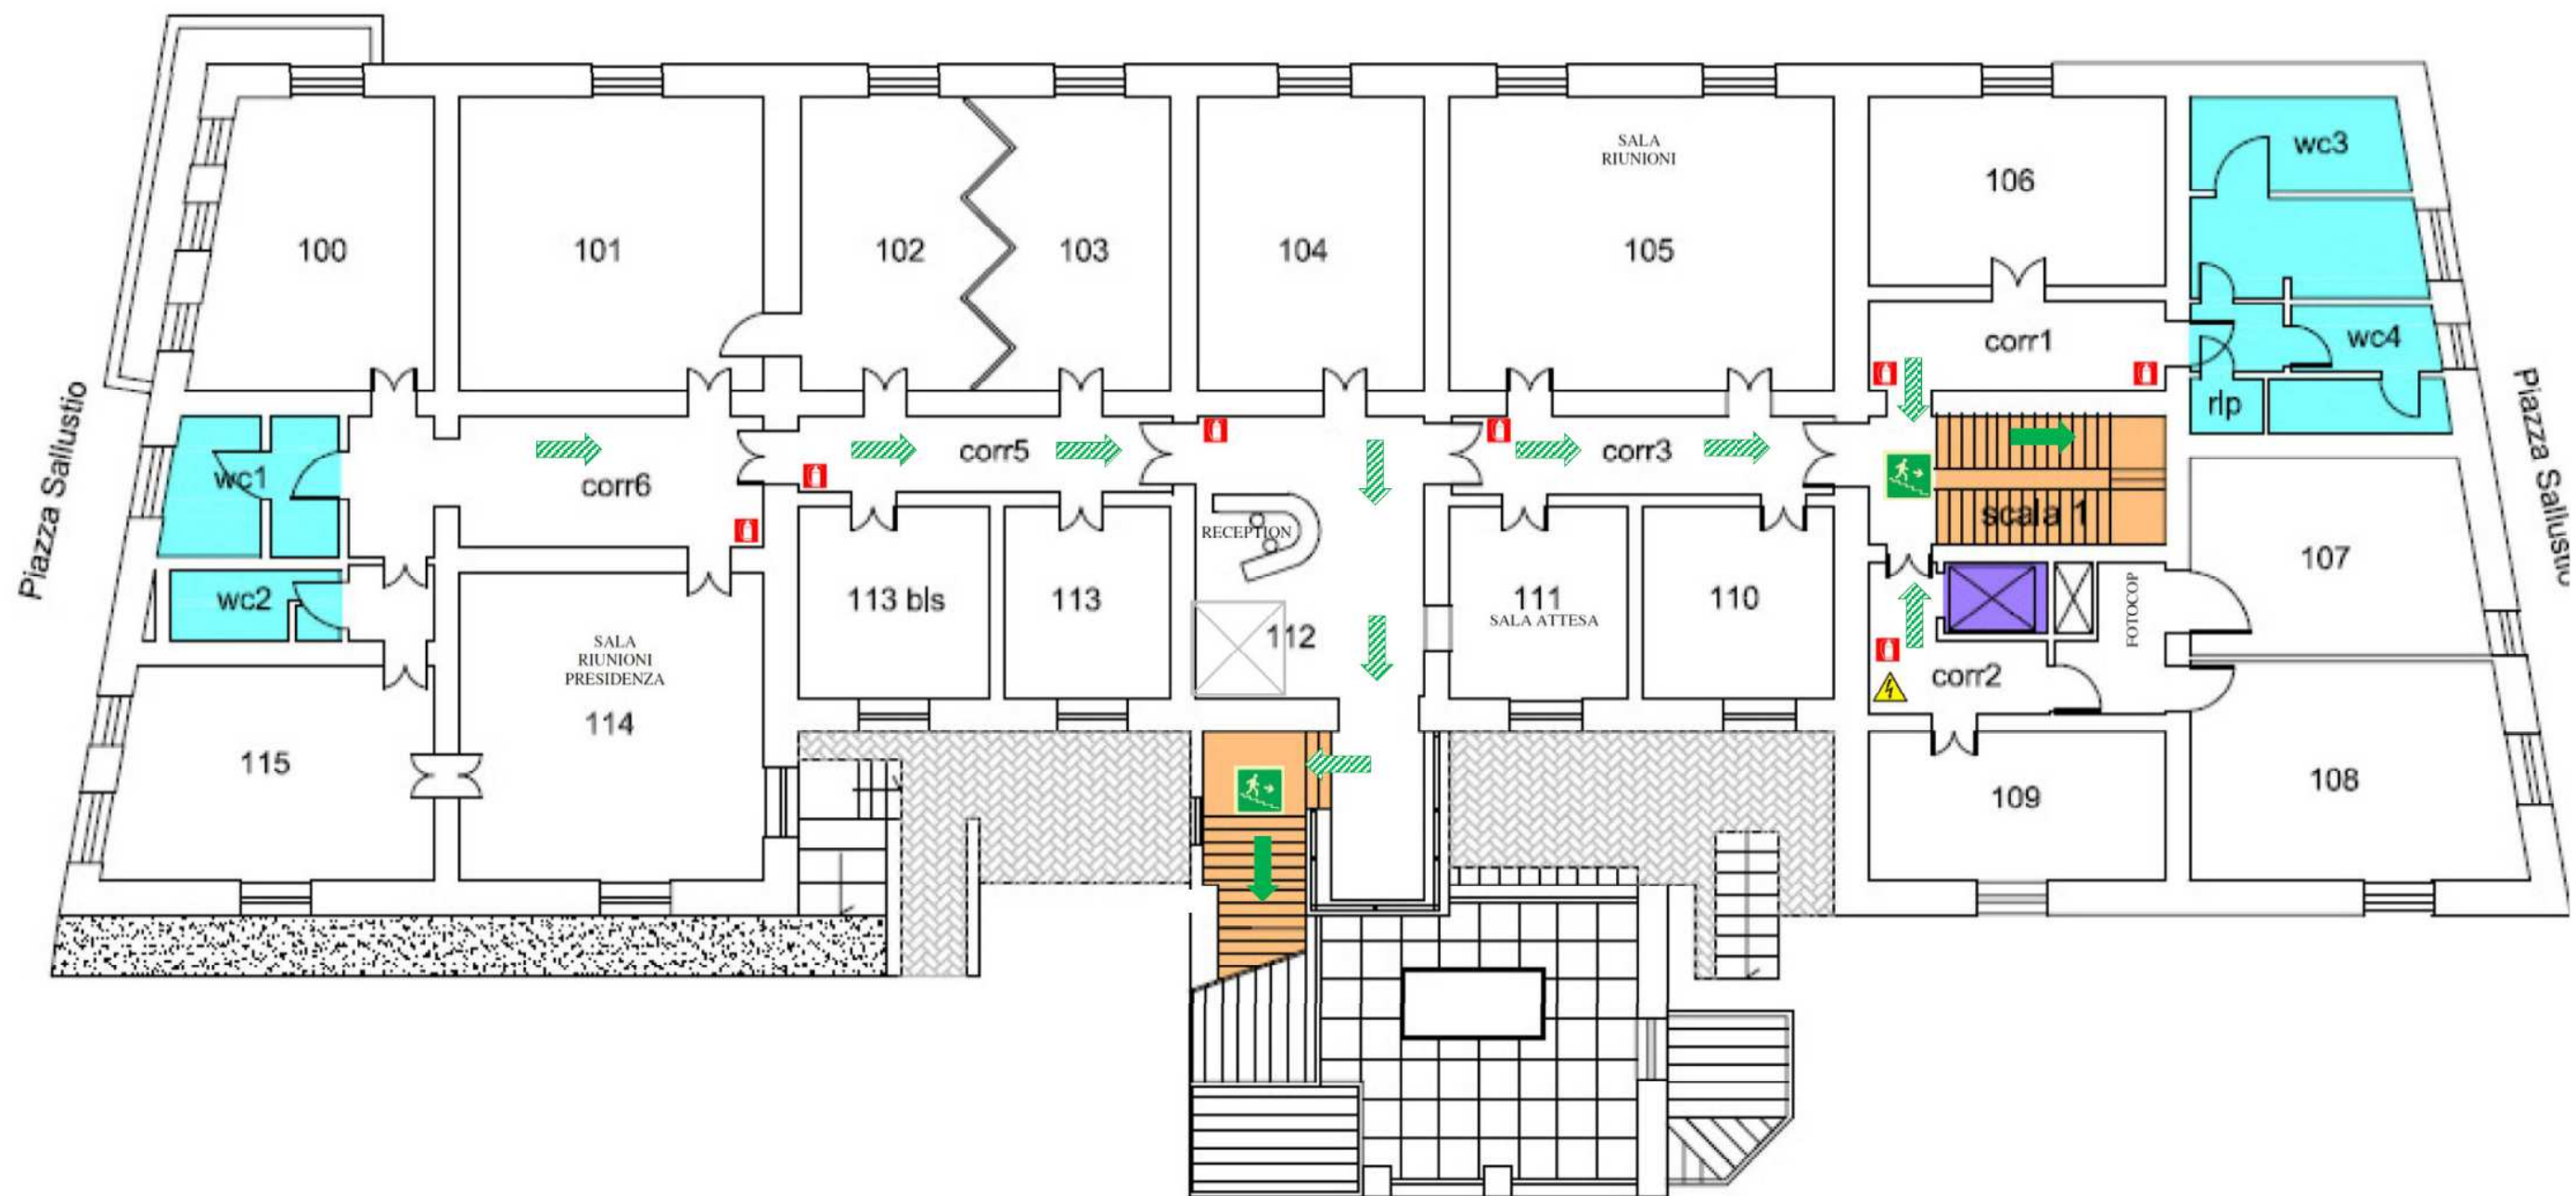 Piazza Sallustio
100
101
102
103
104
SALA
RIUNIONI
105
106
wc3
corr1
wc4
rlp
wc1
corr6
corr5
corr3
scala 1
Piazza Sallustio
wc2
113 bis
113
RECEPTION
112
111
SALA ATTESA
110
FOTOCOP
107
corr2
SALA
RIUNIONI
PRESIDENZA
114
115
109
108